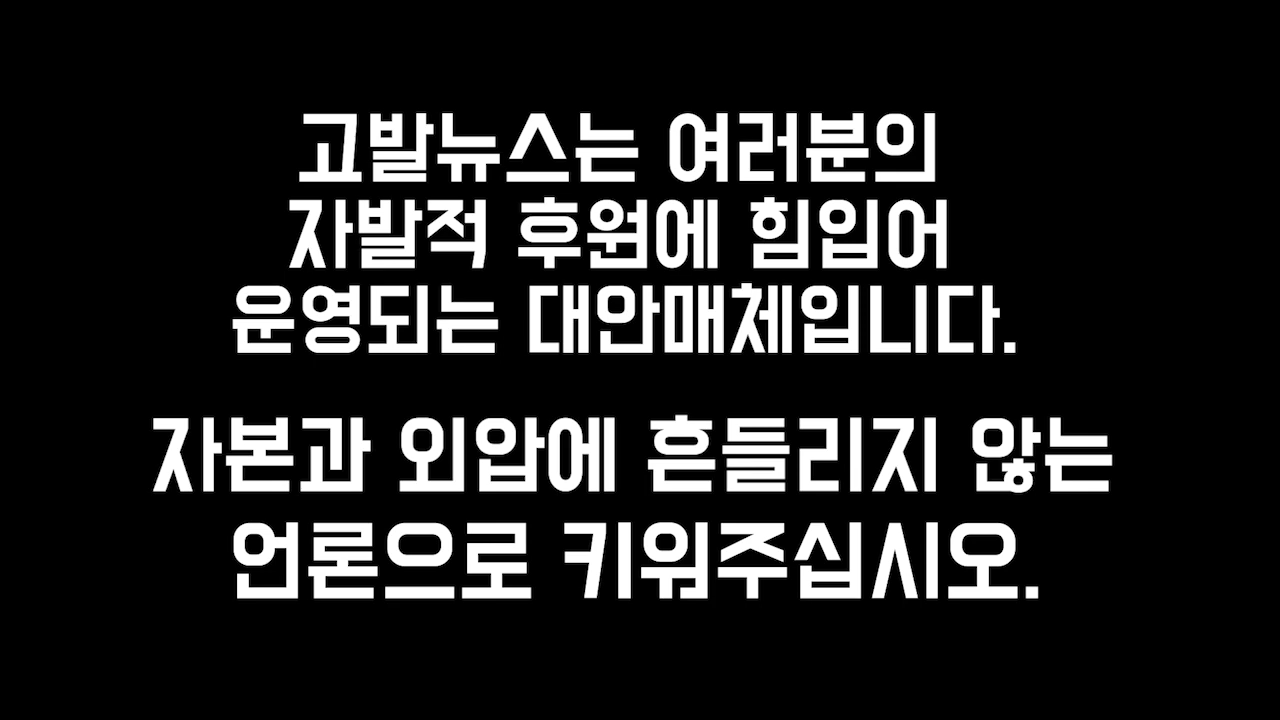 고발뉴스는 여러분의
자발적 후원에 힘입어
운영되는 대안매체입니다.
자본과 외압에 흔들리지 않는
언론으로 키워주십시오.